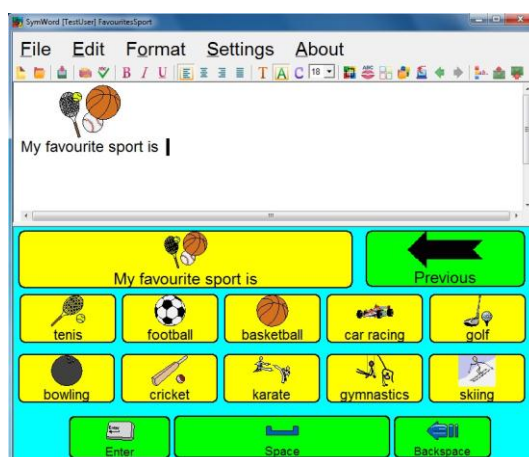 SymWord [TestUser] FavouritesSport
File Edit Format Settings About
B I U T A C 18
My favourite sport is
My favourite sport is
Previous
tenis football basketball car racing golf
bowling cricket karate gymnastics skiing
Enter Space Backspace